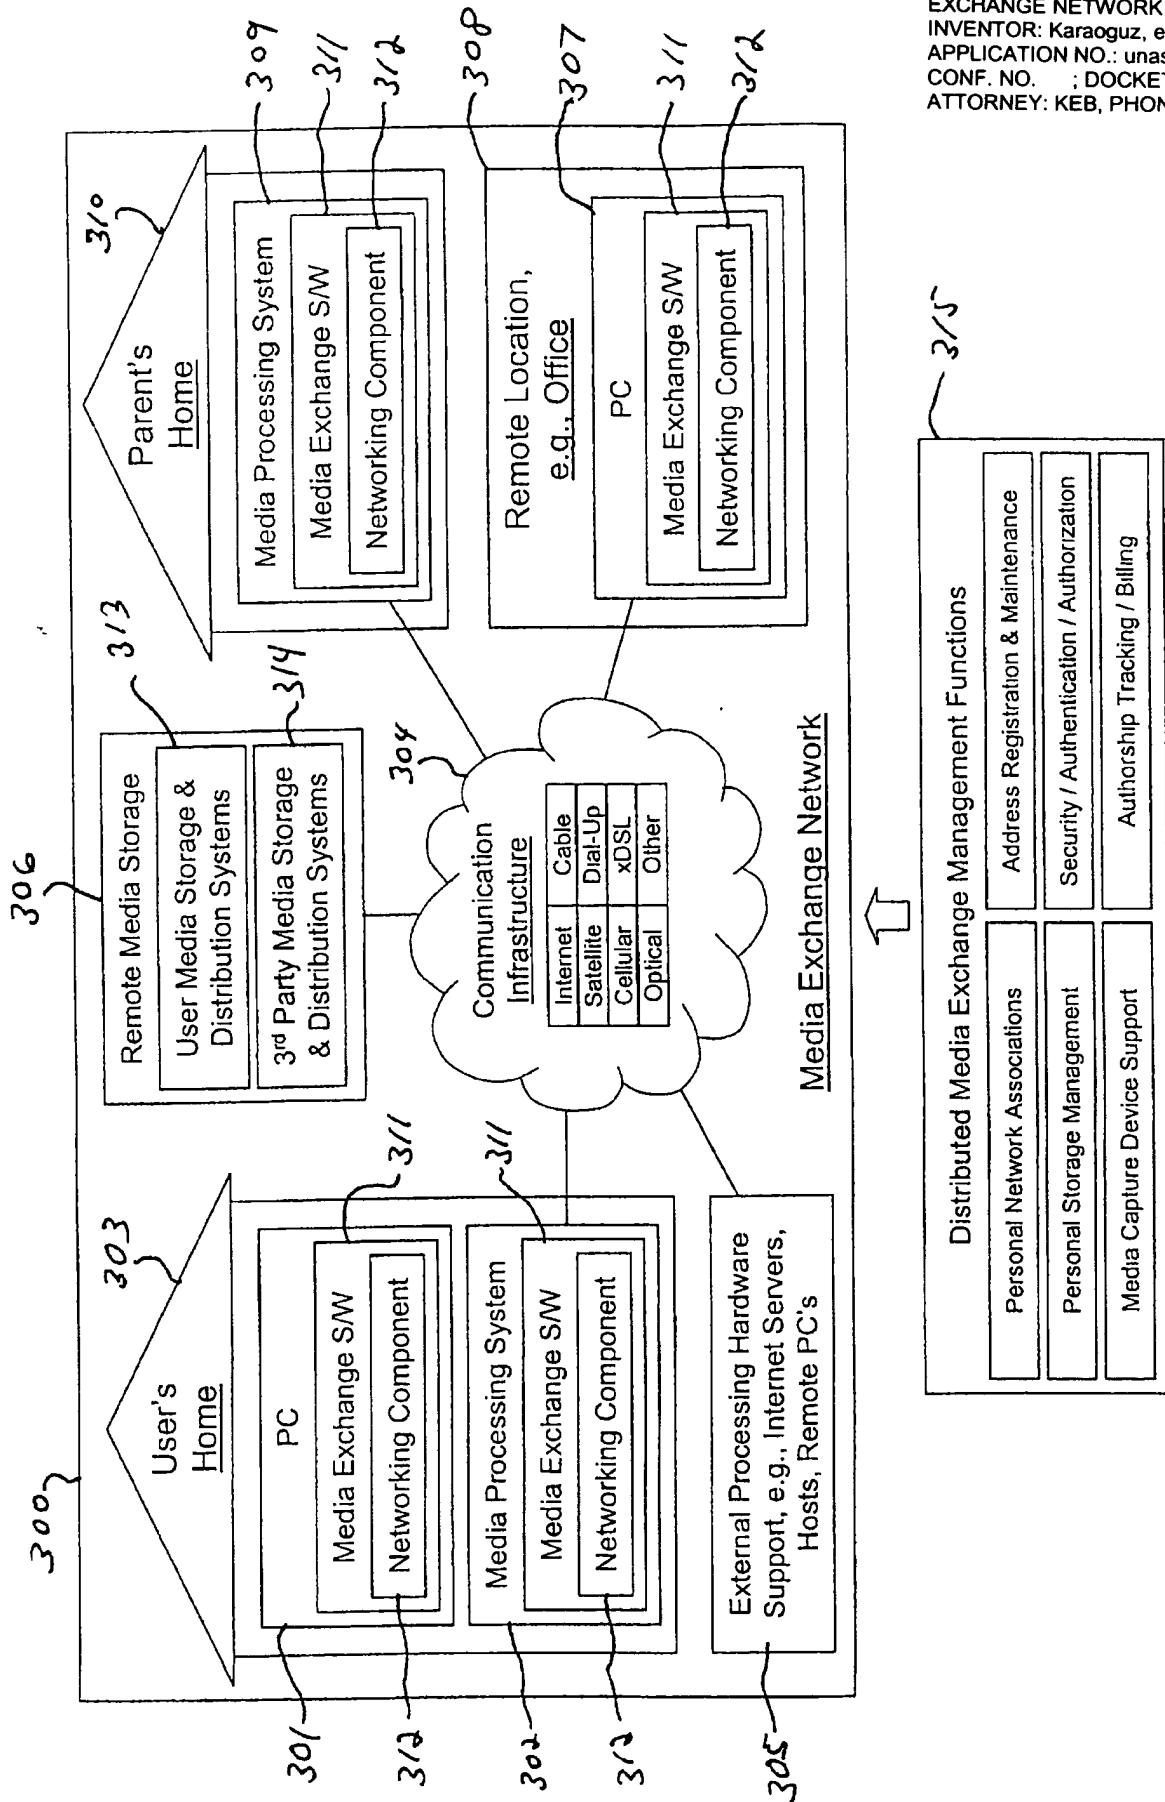 EXCHANGE NETWORK
INVENTOR: Karaoguz, e
APPLICATION NO.: unas
CONF. NO. ; DOCKET
ATTORNEY: KEB, PHON
300
303
User's
Home
PC
Media Exchange S/W
Networking Component
301
311
312
Media Processing System
Media Exchange S/W
Networking Component
302
311
312
External Processing Hardware
Support, e.g., Internet Servers,
Hosts, Remote PC's
305
306
Remote Media Storage
User Media Storage &
Distribution Systems
313
3rd Party Media Storage
& Distribution Systems
314
304
Communication
Infrastructure
Internet Cable
Satellite Dial-Up
Cellular xDSL
Optical Other
Media Exchange Network
310
Parent's
Home
Media Processing System
Media Exchange S/W
Networking Component
309
311
312
308
Remote Location,
e.g., Office
307
PC
Media Exchange S/W
Networking Component
311
312
315
Distributed Media Exchange Management Functions
Personal Network Associations
Address Registration & Maintenance
Personal Storage Management
Security / Authentication / Authorization
Media Capture Device Support
Authorship Tracking / Billing